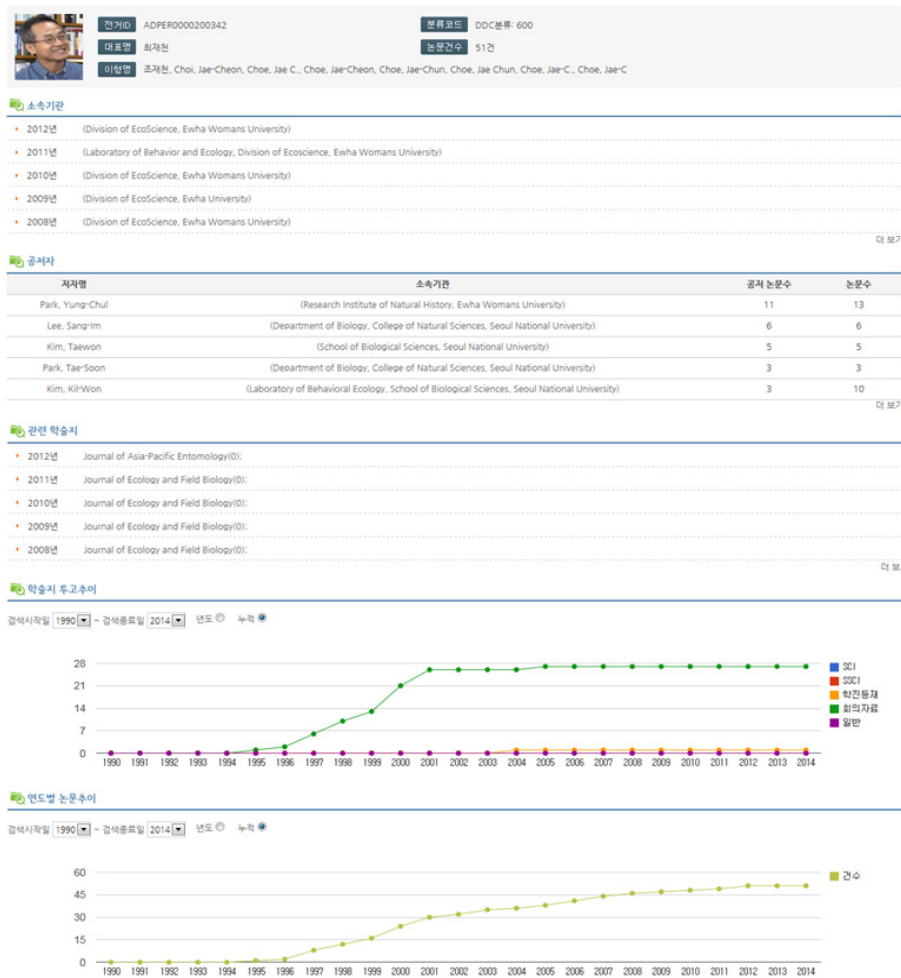 전거ID ADPER0000200342 분류코드 DDC분류: 600
대표명 최재천 논문건수 51건
이형명 조재천, Choi, Jae-Cheon, Choe, Jae C., Choe, Jae-Cheon, Choe, Jae-Chun, Choe, Jae Chun, Choe, Jae-C., Choe, Jae-C
소속기관
2012년 (Division of EcoScience, Ewha Womans University)
2011년 (Laboratory of Behavior and Ecology, Division of Ecoscience, Ewha Womans University)
2010년 (Division of EcoScience, Ewha Womans University)
2009년 (Division of EcoScience, Ewha University)
2008년 (Division of EcoScience, Ewha Womans University)
더 보기
공저자
저자명 소속기관 공저 논문수 논문수
Park, Yung-Chul (Research Institute of Natural History, Ewha Womans University) 11 13
Lee, Sang-Im (Department of Biology, College of Natural Sciences, Seoul National University) 6 6
Kim, Taewon (School of Biological Sciences, Seoul National University) 5 5
Park, Tae-Soon (Department of Biology, College of Natural Sciences, Seoul National University) 3 3
Kim, Kil-Won (Laboratory of Behavioral Ecology, School of Biological Sciences, Seoul National University) 3 10
더 보기
관련 학술지
2012년 Journal of Asia-Pacific Entomology(0);
2011년 Journal of Ecology and Field Biology(0);
2010년 Journal of Ecology and Field Biology(0);
2009년 Journal of Ecology and Field Biology(0);
2008년 Journal of Ecology and Field Biology(0);
더 보
학술지 투고추이
검색시작일 1990 ~ 검색종료일 2014 년도 누적
28
21
14
7
0
1990 1991 1992 1993 1994 1995 1996 1997 1998 1999 2000 2001 2002 2003 2004 2005 2006 2007 2008 2009 2010 2011 2012 2013 2014
SCI
SSCI
학진등재
회의자료
일반
연도별 논문추이
검색시작일 1990 ~ 검색종료일 2014 년도 누적
60
45
30
15
0
1990 1991 1992 1993 1994 1995 1996 1997 1998 1999 2000 2001 2002 2003 2004 2005 2006 2007 2008 2009 2010 2011 2012 2013 2014
건수